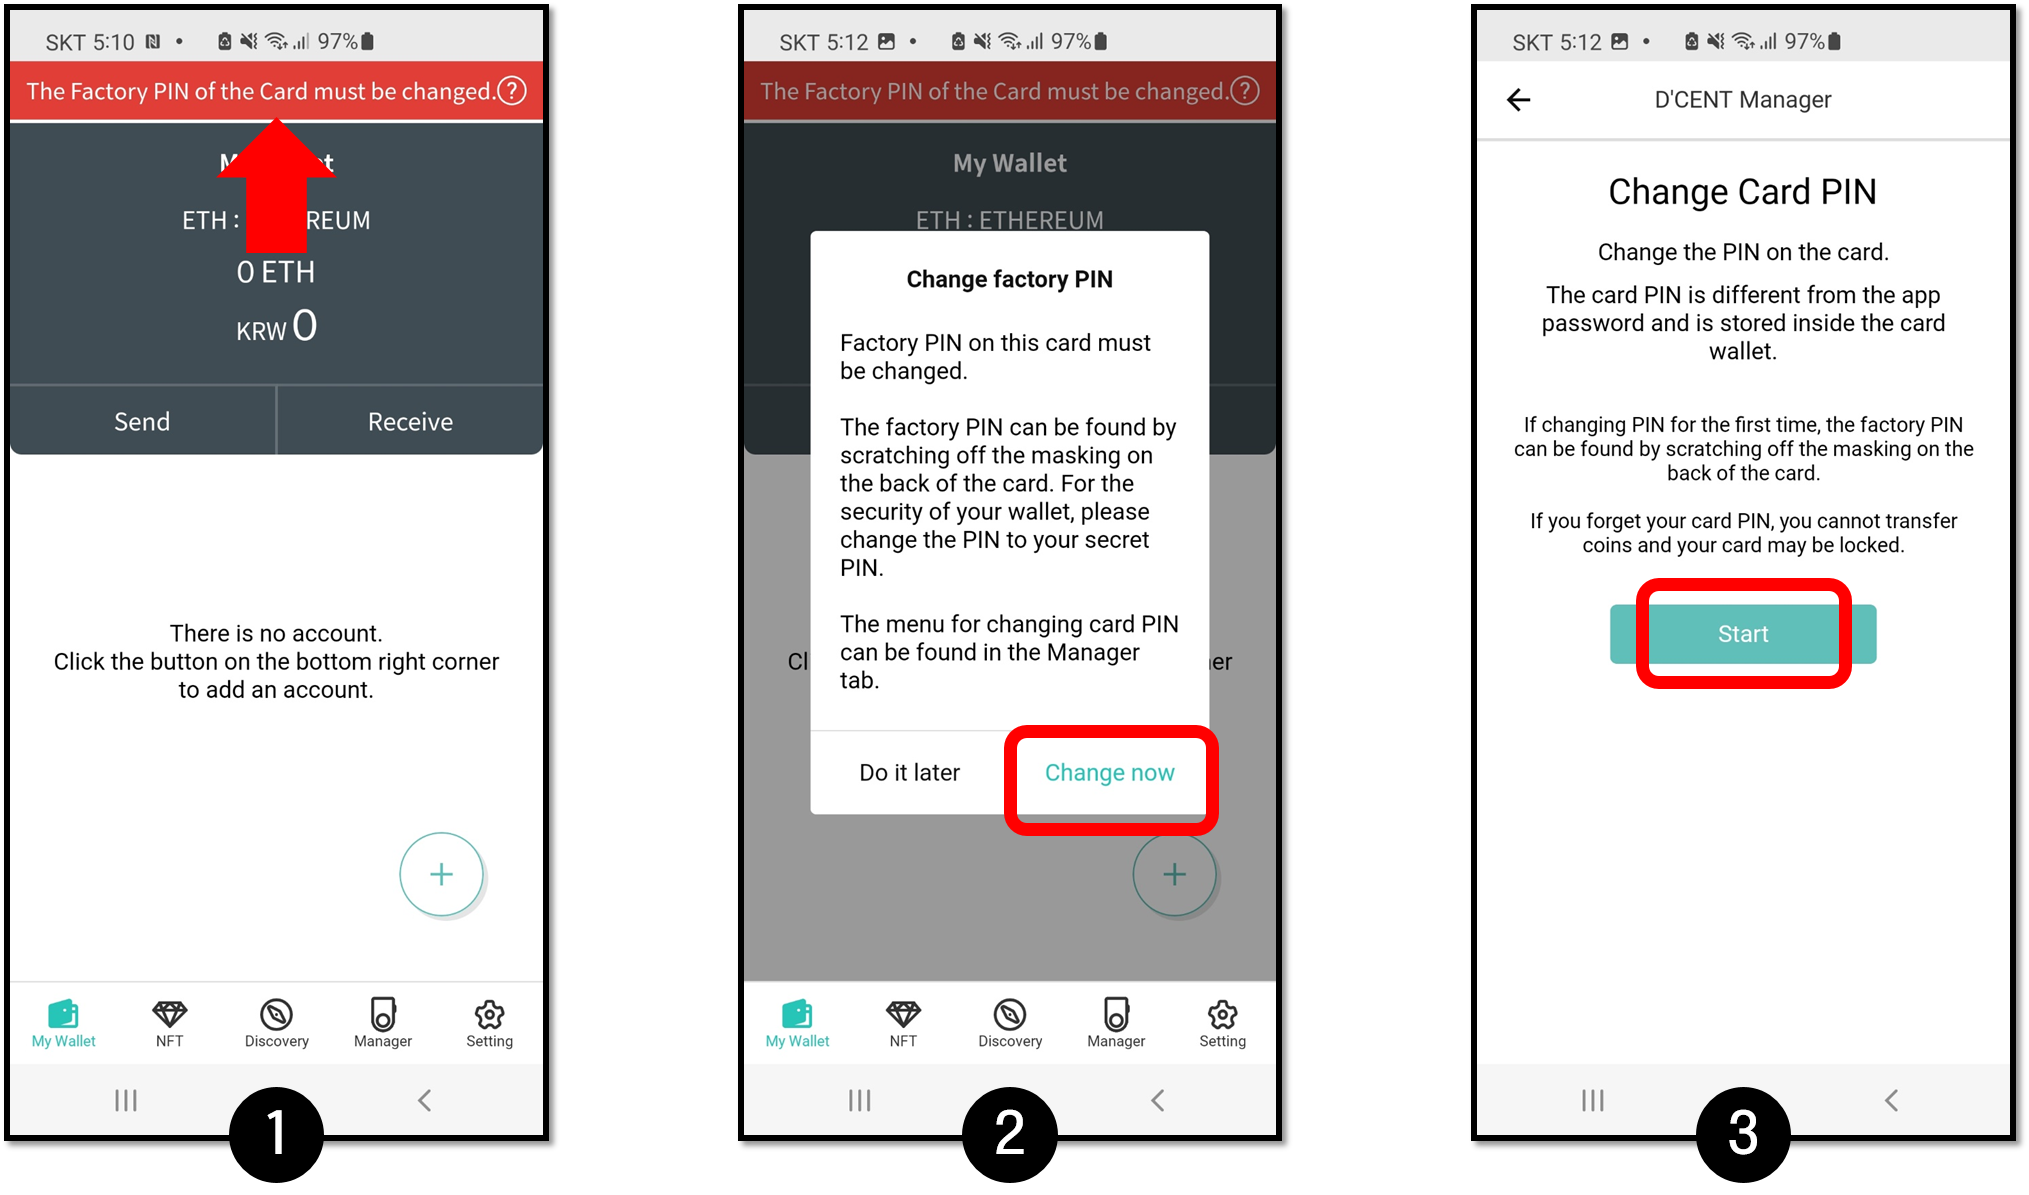 SKT 5:10 • 97%
The Factory PIN of the Card must be changed. ?
ETH :
0 ETH
KRW 0
Send Receive
There is no account.
Click the button on the bottom right corner
to add an account.
+
My Wallet NFT Discovery Manager Setting
1
SKT 5:12 • 97%
The Factory PIN of the Card must be changed. ?
My Wallet
ETH : ETHEREUM
Change factory PIN
Factory PIN on this card must
be changed.
The factory PIN can be found by
scratching off the masking on
the back of the card. For the
security of your wallet, please
change the PIN to your secret
PIN.
The menu for changing card PIN
can be found in the Manager
tab.
Do it later Change now
+
My Wallet NFT Discovery Manager Setting
2
SKT 5:12 • 97%
D'CENT Manager
Change Card PIN
Change the PIN on the card.
The card PIN is different from the app
password and is stored inside the card
wallet.
If changing PIN for the first time, the factory PIN
can be found by scratching off the masking on the
back of the card.
If you forget your card PIN, you cannot transfer
coins and your card may be locked.
Start
3